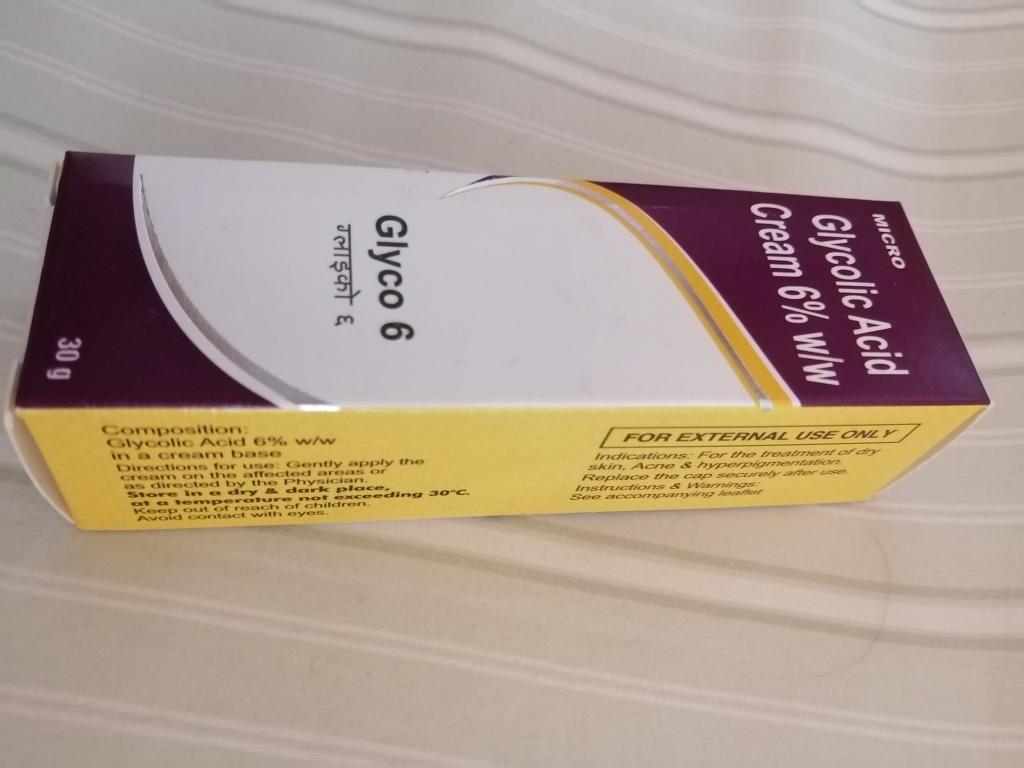 MICRO
Glycolic Acid
Cream 6% w/w
Glyco 6
ग्लाइको ६
30 g
Composition:
Glycolic Acid 6% w/w
in a cream base
Directions for use: Gently apply the
cream on the affected areas or
as directed by the Physician.
Store in a dry & dark place,
at a temperature not exceeding 30°C.
Keep out of reach of children.
Avoid contact with eyes.
FOR EXTERNAL USE ONLY
Indications: For the treatment of dry
skin, Acne & hyperpigmentation.
Replace the cap securely after use.
Instructions & Warnings:
See accompanying leaflet